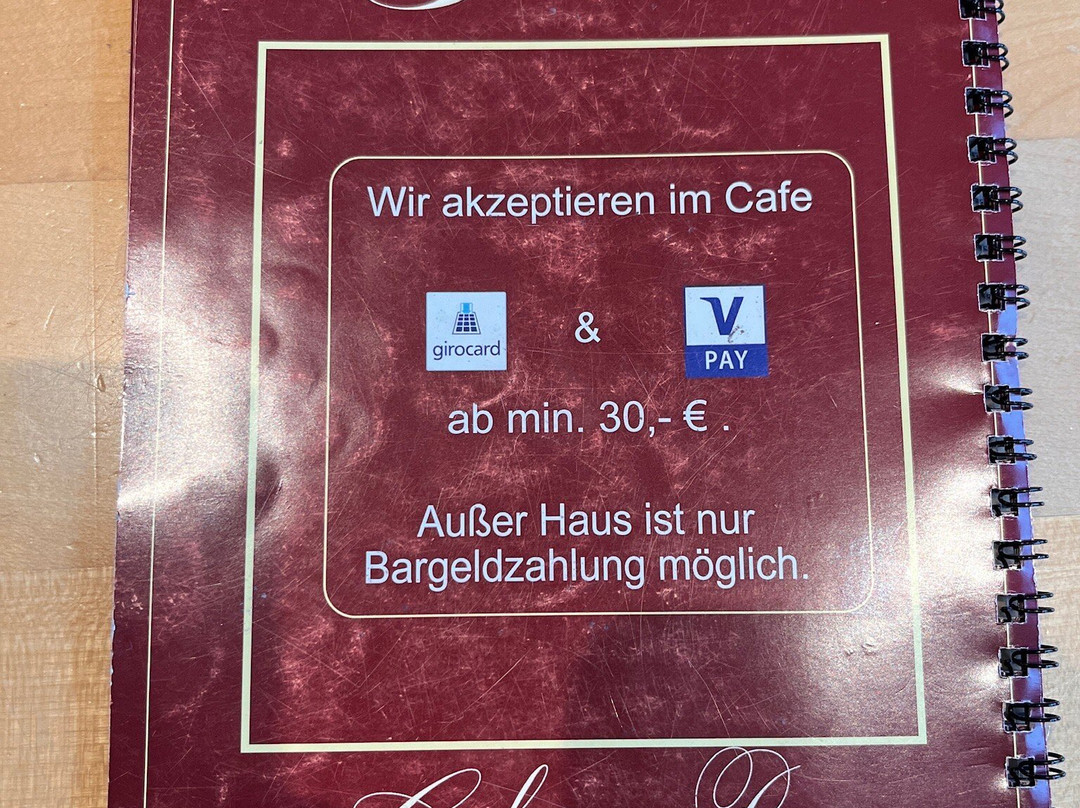 Wir akzeptieren im Cafe
girocard & V PAY
ab min. 30,- € .
Außer Haus ist nur
Bargeldzahlung möglich.